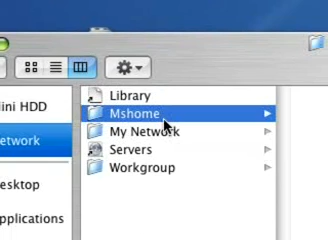 ini HDD
etwork
esktop
pplications
Library
Mshome
My Network
Servers
Workgroup